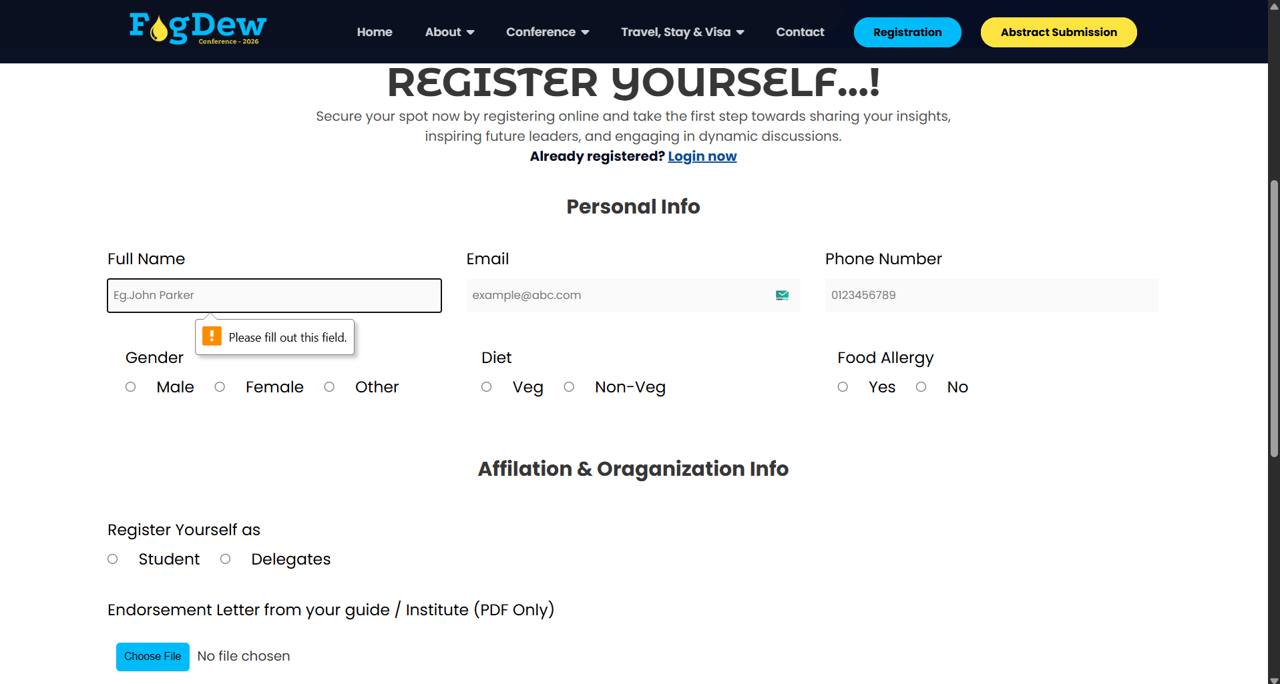 FogDew
Conference - 2026
Home
About
Conference
Travel, Stay & Visa
Contact
Registration
Abstract Submission
REGISTER YOURSELF...!
Secure your spot now by registering online and take the first step towards sharing your insights,
inspiring future leaders, and engaging in dynamic discussions.
Already registered? Login now
Personal Info
Full Name
Email
Phone Number
Eg.John Parker
example@abc.com
0123456789
Please fill out this field.
Gender
Diet
Food Allergy
Male
Female
Other
Veg
Non-Veg
Yes
No
Affilation & Oraganization Info
Register Yourself as
Student
Delegates
Endorsement Letter from your guide / Institute (PDF Only)
Choose File
No file chosen